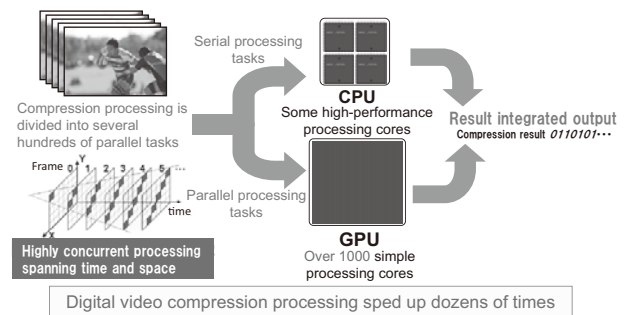 Serial processing
tasks
CPU
Some high-performance
processing cores
Compression processing is
divided into several
hundreds of parallel tasks
Result integrated output
Compression result 0110101···
Frame 0 1 2 3 4 5 ...
Y
time
X
Parallel processing
tasks
GPU
Over 1000 simple
processing cores
Highly concurrent processing
spanning time and space
Digital video compression processing sped up dozens of times